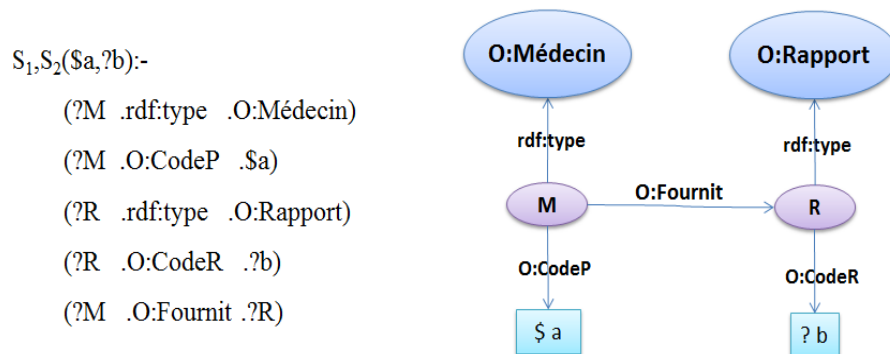 S₁,S₂($a,?b):-
(?M .rdf:type .O:Médecin)
(?M .O:CodeP .$a)
(?R .rdf:type .O:Rapport)
(?R .O:CodeR .?b)
(?M .O:Fournit .?R)
O:Médecin
O:Rapport
rdf:type
rdf:type
M
O:Fournit
R
O:CodeP
O:CodeR
$ a
? b